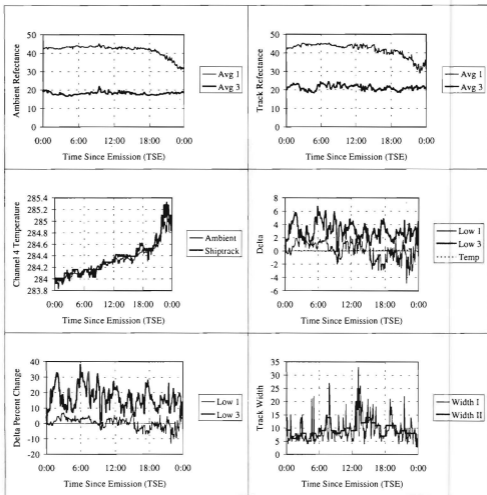 50
40
30
20
10
0
Ambient Refectance
0:00 6:00 12:00 18:00 0:00
Time Since Emission (TSE)
Avg 1
Avg 3
50
40
30
20
10
0
Track Refectance
0:00 6:00 12:00 18:00 0:00
Time Since Emission (TSE)
Avg 1
Avg 3
285.4
285.2
285
284.8
284.6
284.4
284.2
284
283.8
Channel 4 Temperature
0:00 6:00 12:00 18:00 0:00
Time Since Emission (TSE)
Ambient
Shiptrack
8
6
4
2
0
-2
-4
-6
Delta
0:00 6:00 12:00 18:00 0:00
Time Since Emission (TSE)
Low 1
Low 3
Temp
40
30
20
10
0
-10
-20
Delta Percent Change
0:00 6:00 12:00 18:00 0:00
Time Since Emission (TSE)
Low 1
Low 3
35
30
25
20
15
10
5
0
Track Width
0:00 6:00 12:00 18:00 0:00
Time Since Emission (TSE)
Width I
Width II